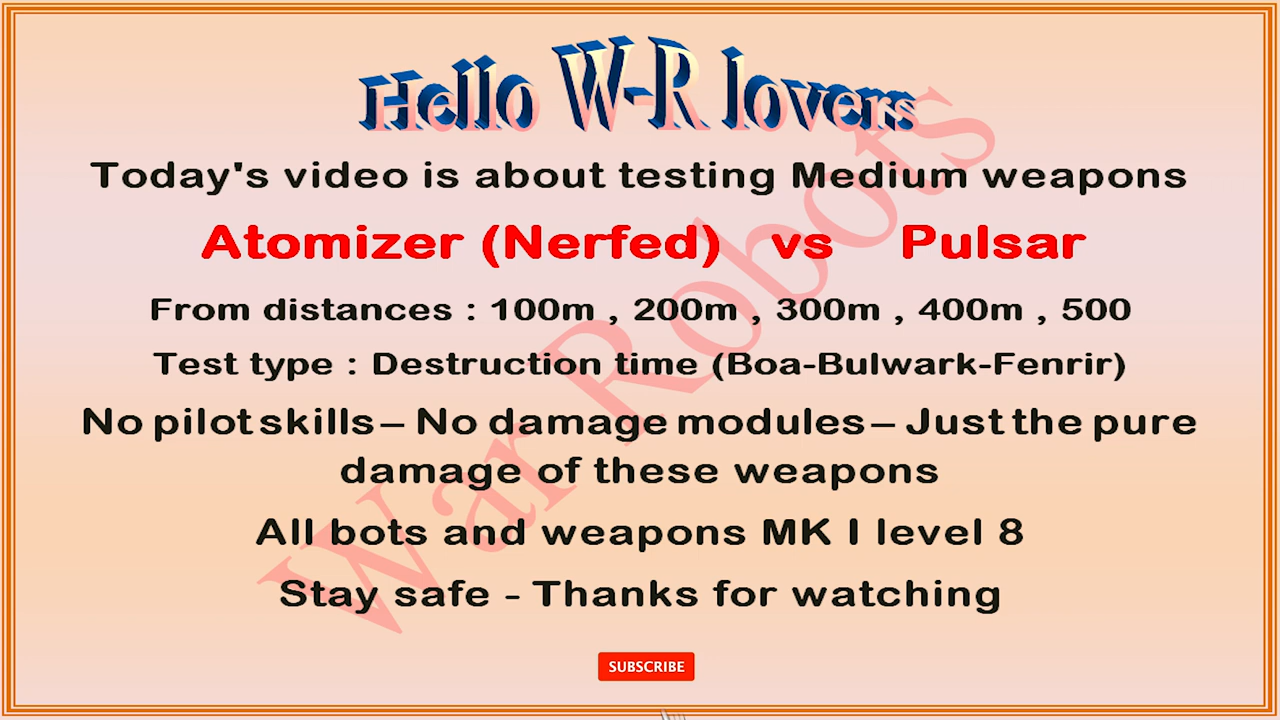 Hello W-R lovers
Today's video is about testing Medium weapons
Atomizer (Nerfed) vs Pulsar
From distances : 100m , 200m , 300m , 400m , 500
Test type : Destruction time (Boa-Bulwark-Fenrir)
No pilot skills – No damage modules – Just the pure
damage of these weapons
All bots and weapons MK I level 8
Stay safe - Thanks for watching
SUBSCRIBE
War Robots